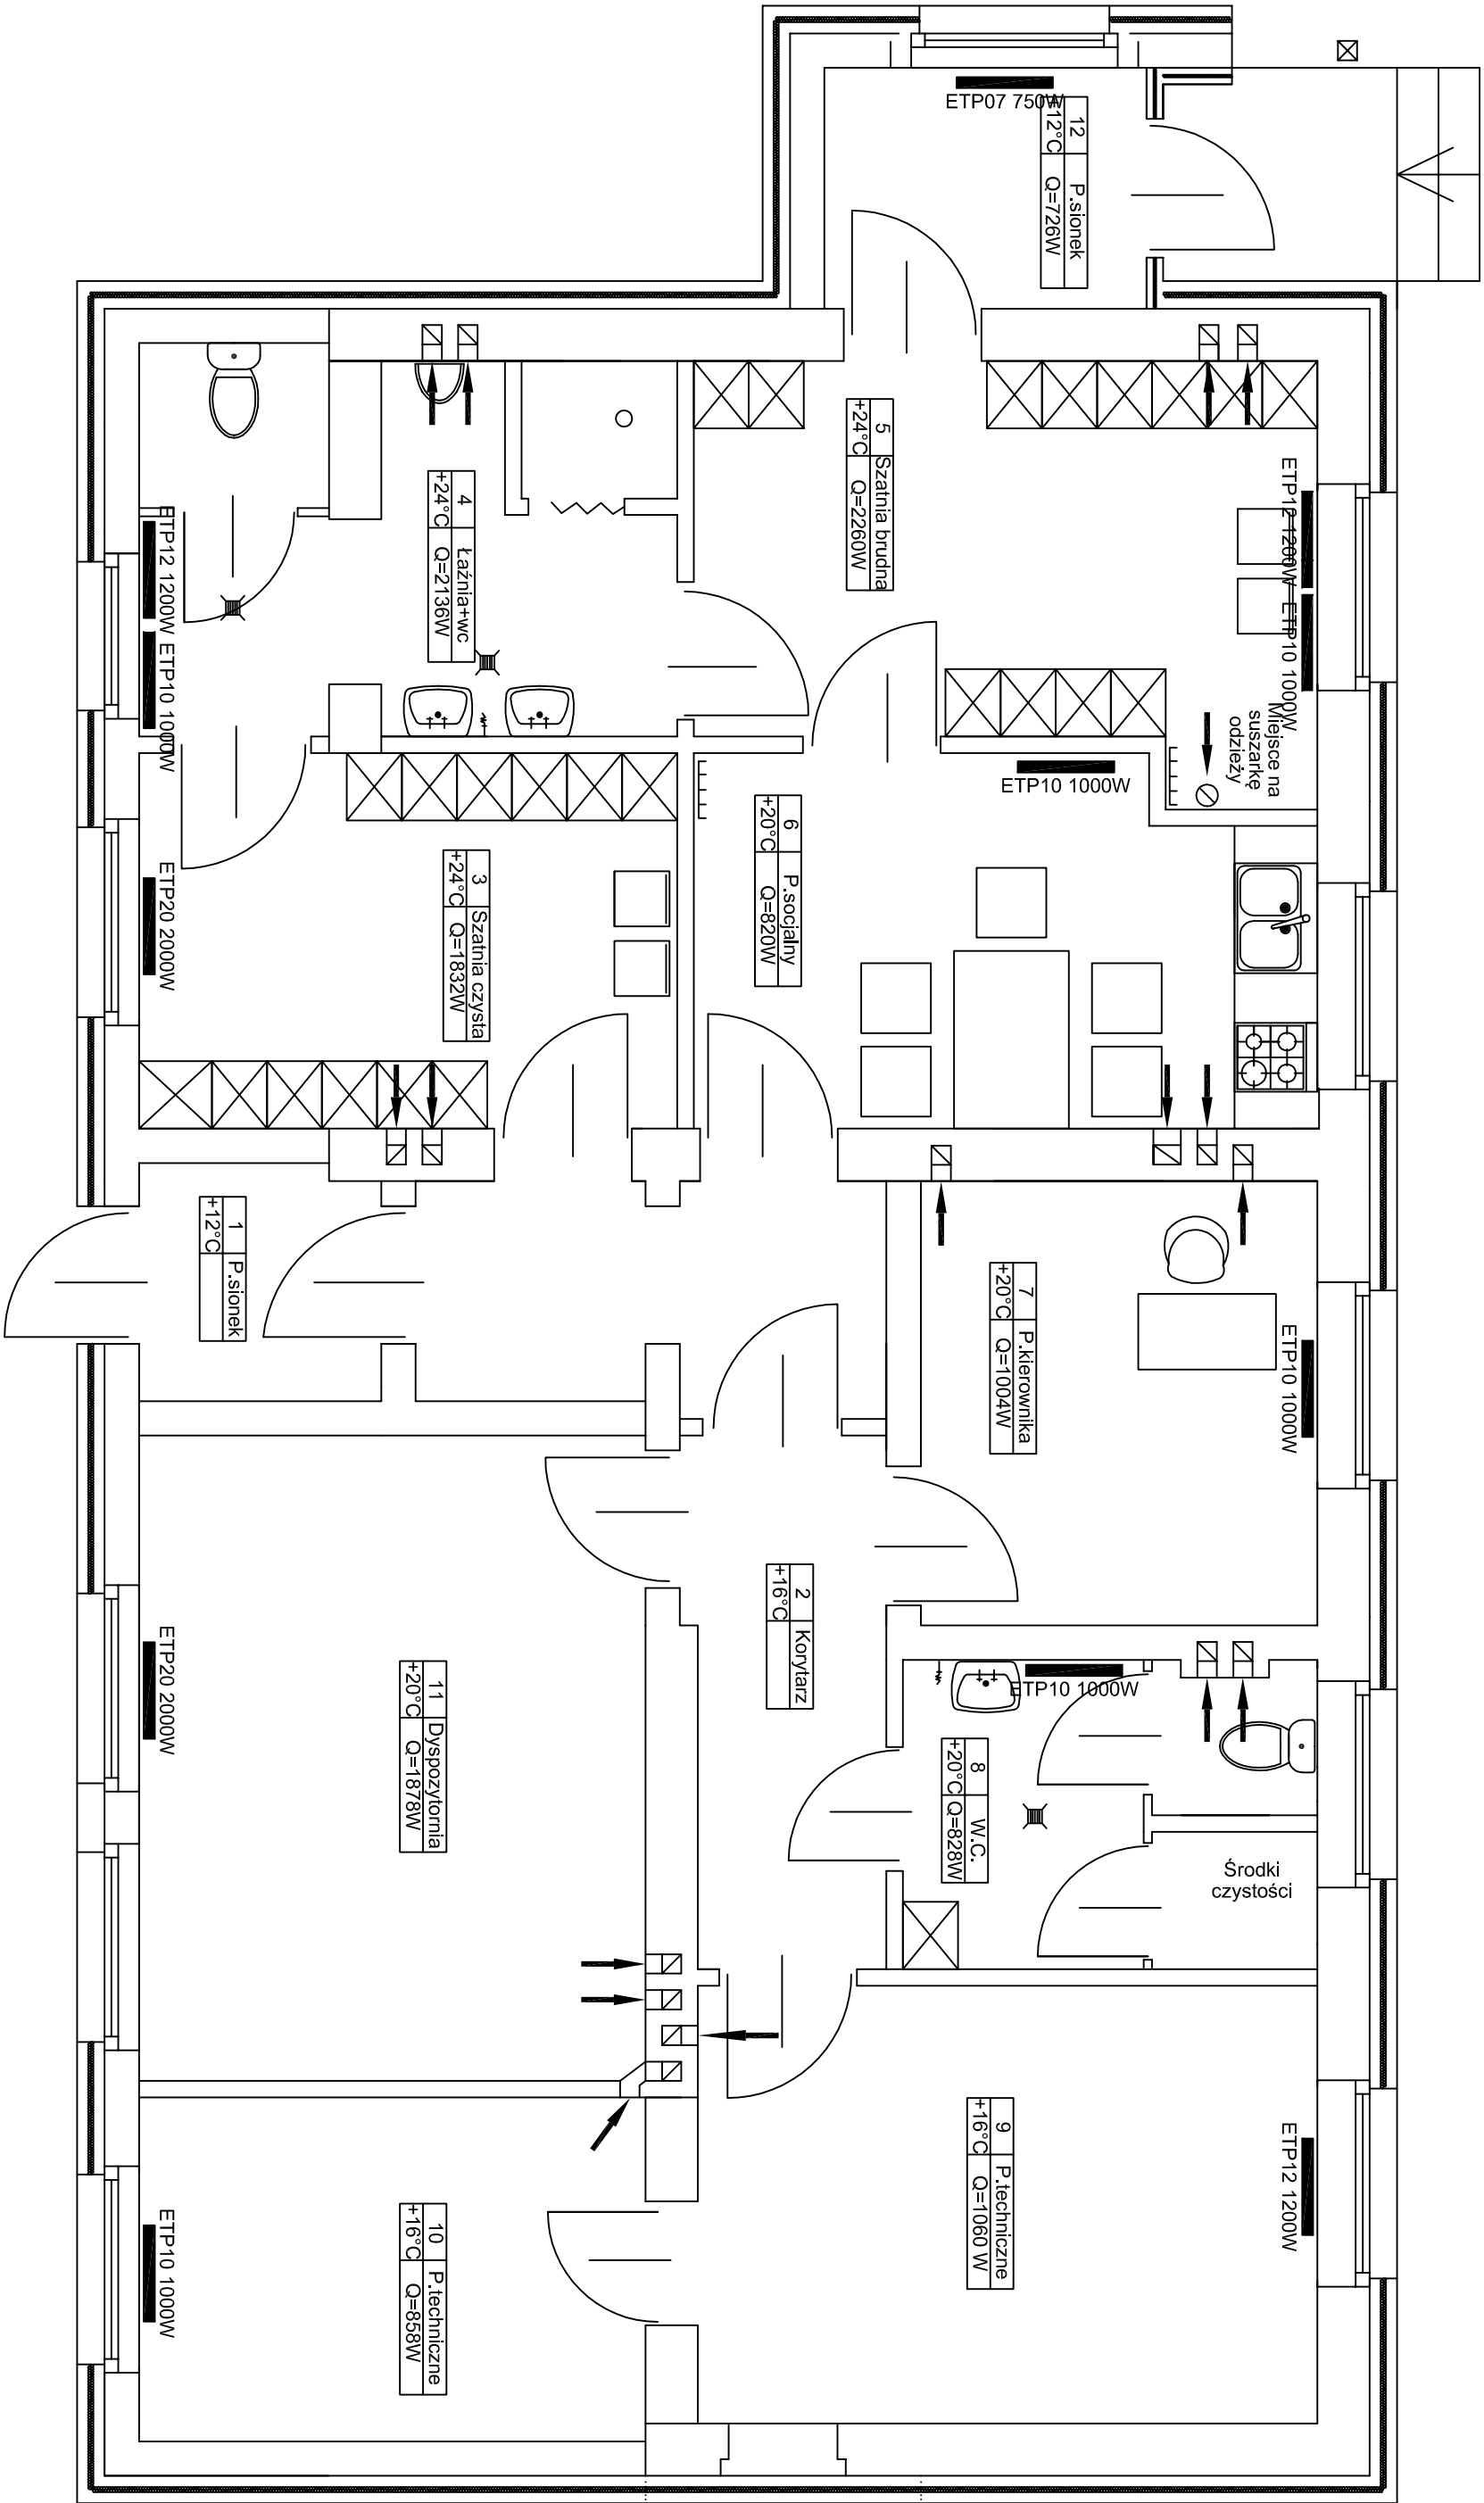 ETP07 750W
12 P.sionek
+12°C Q=726W
5 Szatnia brudna
+24°C Q=2260W
ETP12 1200W ETP10 1000W
4 Łaźnia+wc
+24°C Q=2136W
ETP12 1200W ETP10 1000W
Miejsce na
suszarkę
odzieży
ETP10 1000W
6 P.socjalny
+20°C Q=820W
3 Szatnia czysta
+24°C Q=1832W
ETP20 2000W
1 P.sionek
+12°C
7 P.kierownika
+20°C Q=1004W
ETP10 1000W
2 Korytarz
+16°C
ETP10 1000W
11 Dyspozytornia
+20°C Q=1878W
ETP20 2000W
8 W.C.
+20°C Q=828W
Środki
czystości
9 P.techniczne
+16°C Q=1060 W
ETP12 1200W
10 P.techniczne
+16°C Q=858W
ETP10 1000W